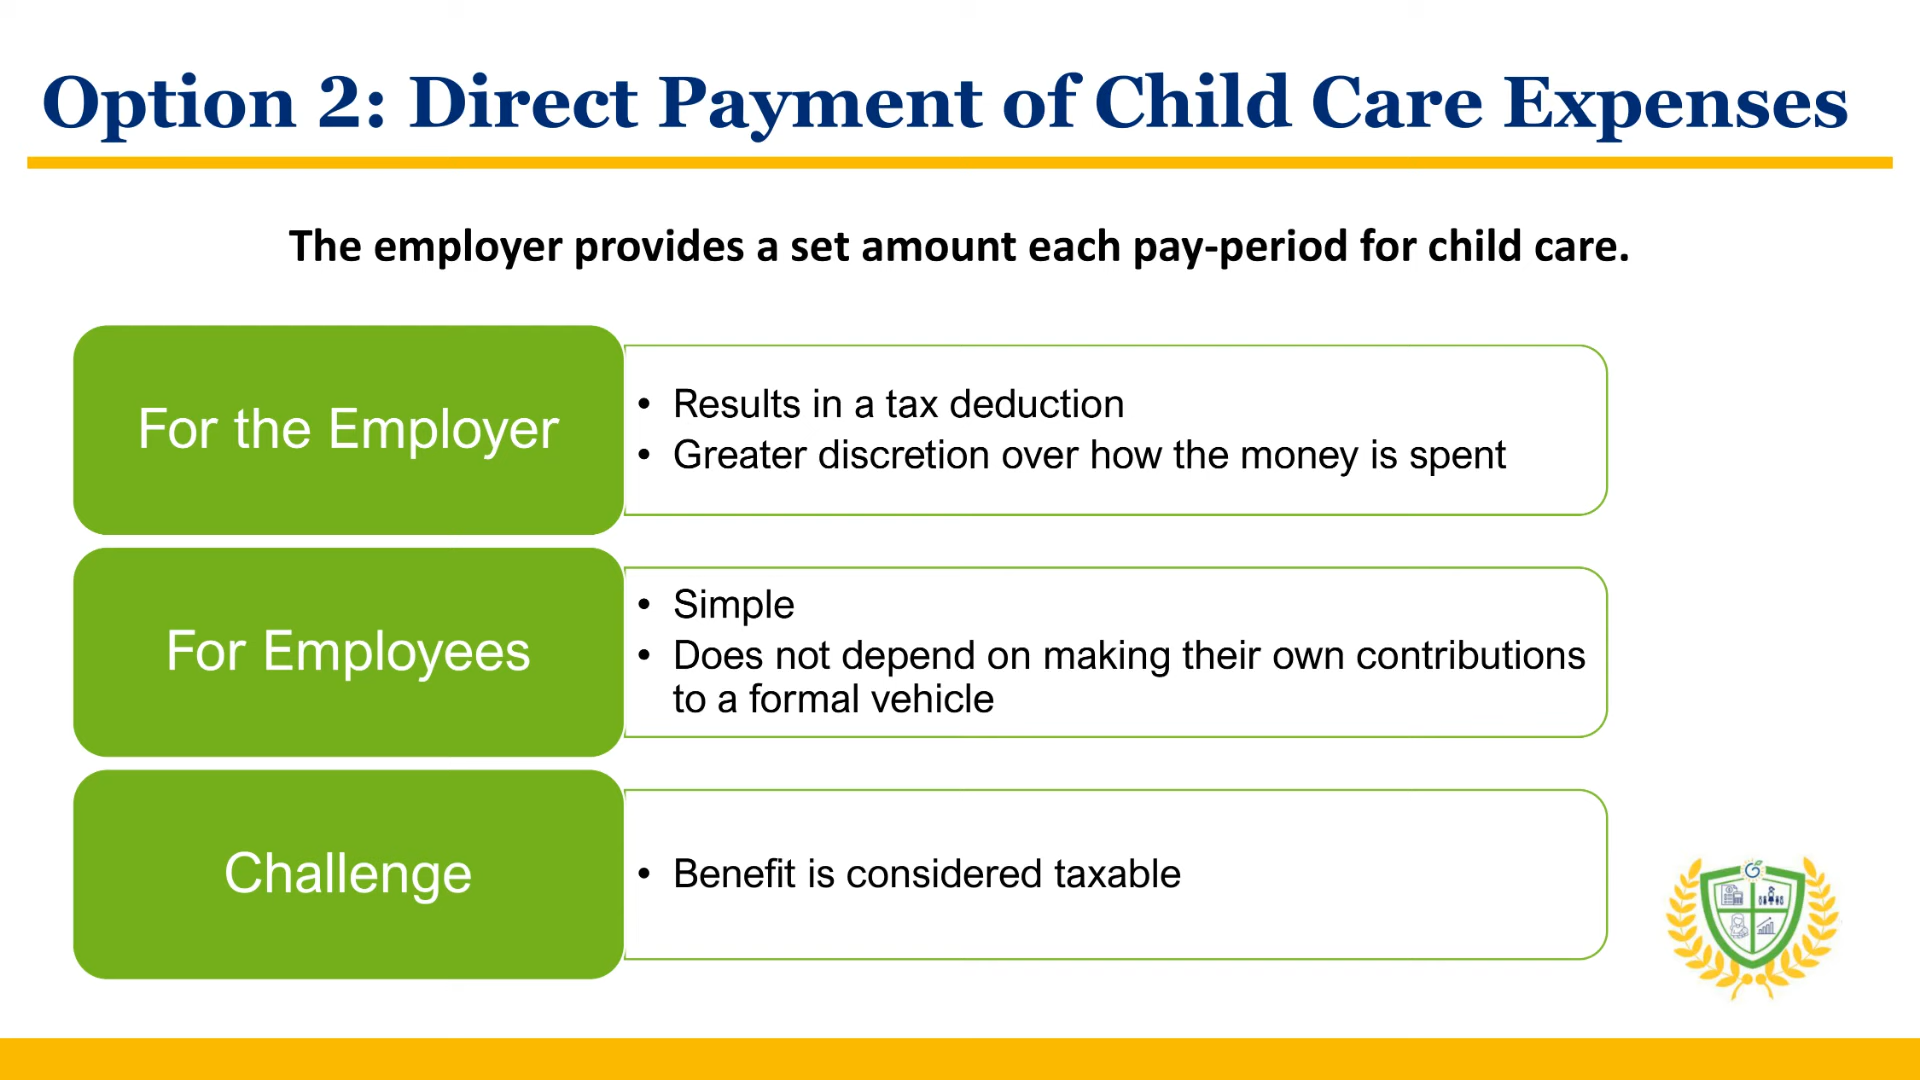 Option 2: Direct Payment of Child Care Expenses
The employer provides a set amount each pay-period for child care.
For the Employer
• Results in a tax deduction
• Greater discretion over how the money is spent
For Employees
• Simple
• Does not depend on making their own contributions
to a formal vehicle
Challenge
• Benefit is considered taxable